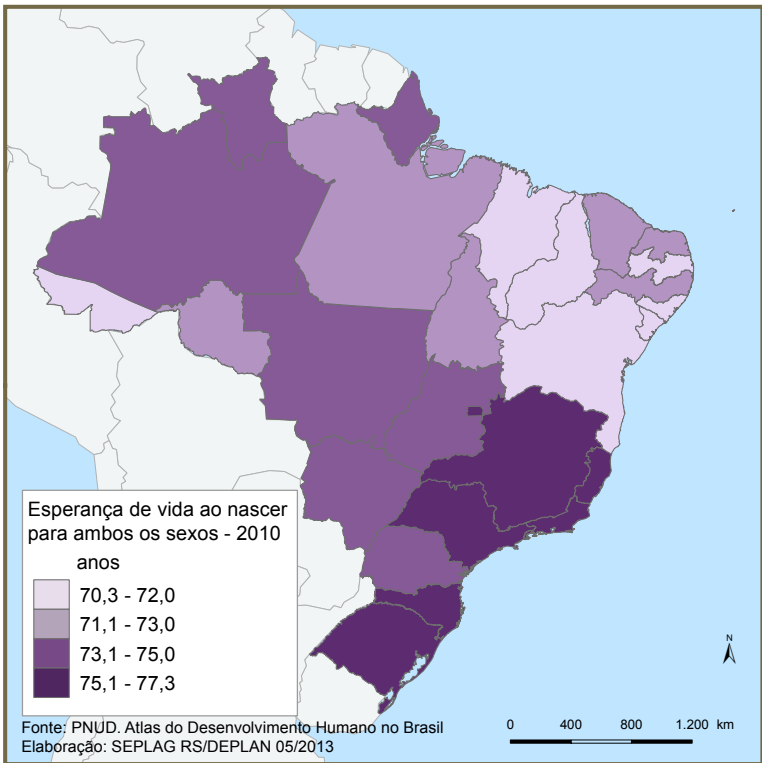 Esperança de vida ao nascer
para ambos os sexos - 2010
anos
70,3 - 72,0
71,1 - 73,0
73,1 - 75,0
75,1 - 77,3
N
0 400 800 1.200 km
Fonte: PNUD. Atlas do Desenvolvimento Humano no Brasil
Elaboração: SEPLAG RS/DEPLAN 05/2013